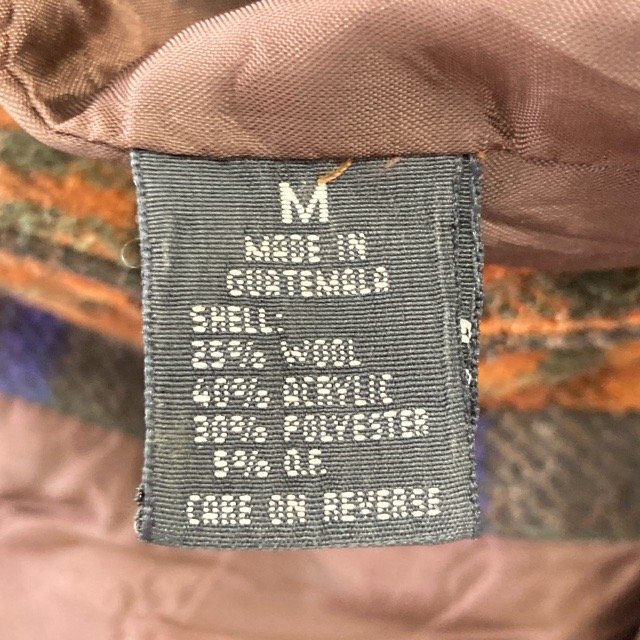 M
MADE IN
GUATEMALA
SHELL:
25% WOOL
40% ACRYLIC
30% POLYESTER
5% O.F.
CARE ON REVERSE